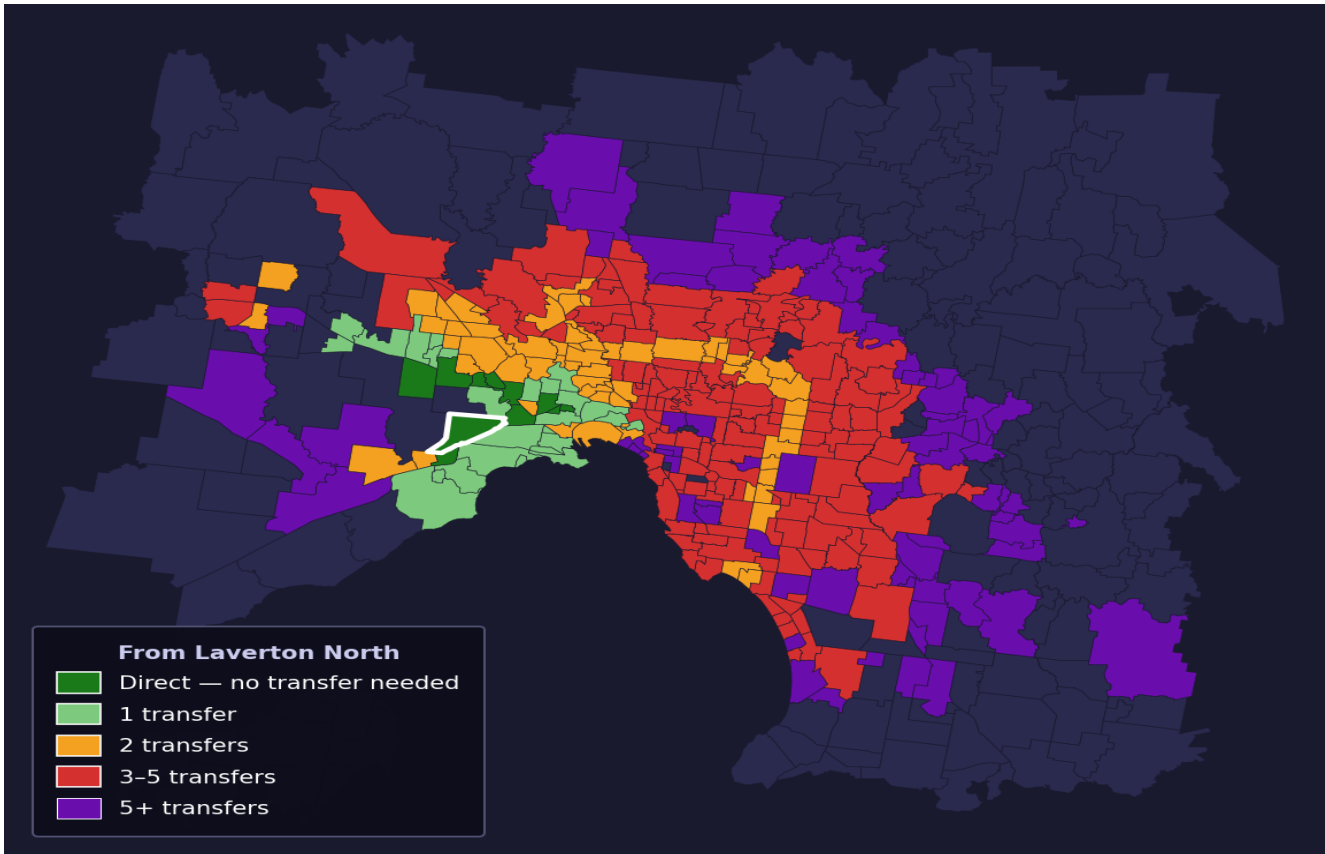 From Laverton North
Direct — no transfer needed
1 transfer
2 transfers
3–5 transfers
5+ transfers